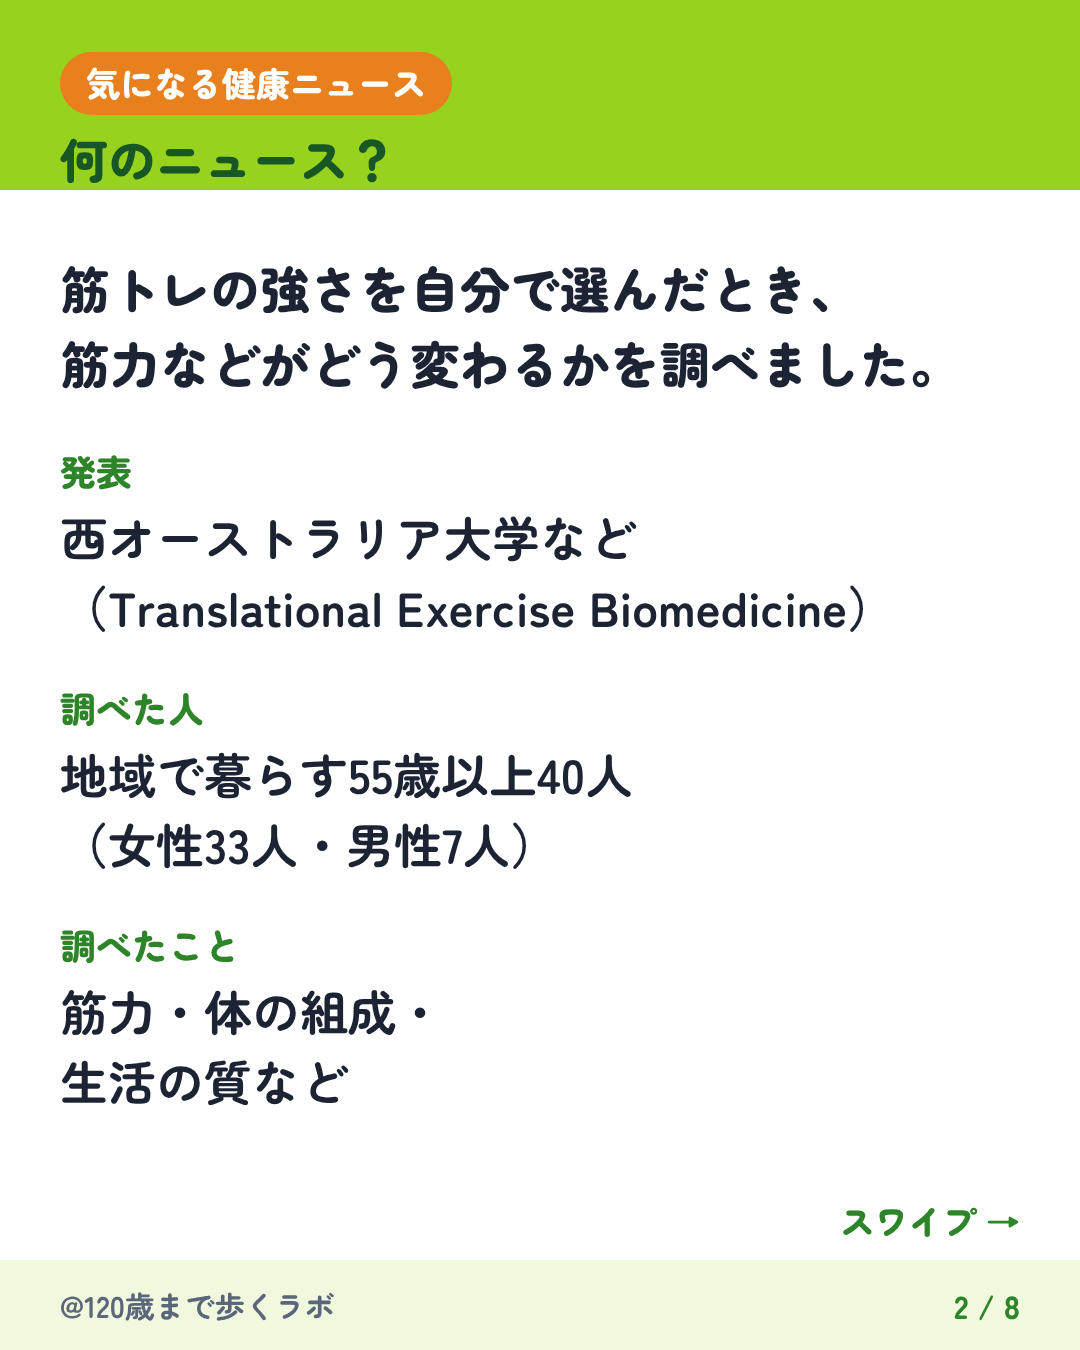 気になる健康ニュース
何のニュース？
筋トレの強さを自分で選んだとき、
筋力などがどう変わるかを調べました。
発表
西オーストラリア大学など
（Translational Exercise Biomedicine）
調べた人
地域で暮らす55歳以上40人
（女性33人・男性7人）
調べたこと
筋力・体の組成・
生活の質など
スワイプ →
@120歳まで歩くラボ
2 / 8